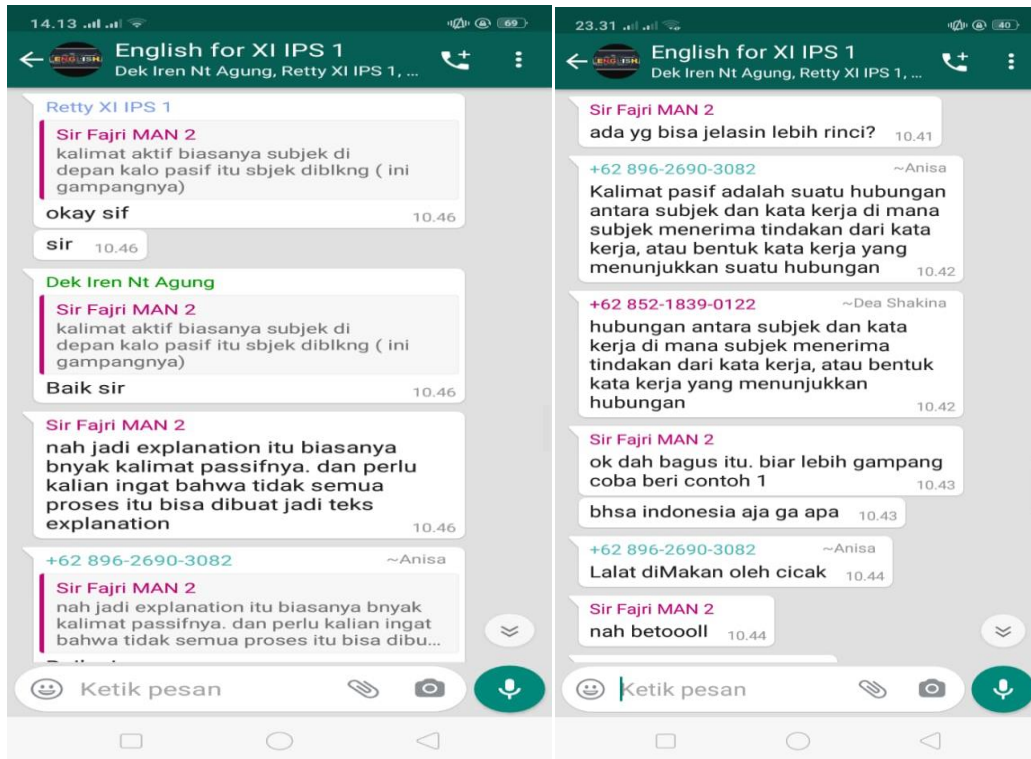 14.13
69
English for XI IPS 1
Dek Iren Nt Agung, Retty XI IPS 1, ...
Retty XI IPS 1
Sir Fajri MAN 2
kalimat aktif biasanya subjek di
depan kalo pasif itu sbjek diblkng ( ini
gampangnya)
okay sif
10.46
sir 10.46
Dek Iren Nt Agung
Sir Fajri MAN 2
kalimat aktif biasanya subjek di
depan kalo pasif itu sbjek diblkng ( ini
gampangnya)
Baik sir
10.46
Sir Fajri MAN 2
nah jadi explanation itu biasanya
bnyak kalimat passifnya. dan perlu
kalian ingat bahwa tidak semua
proses itu bisa dibuat jadi teks
explanation
10.46
+62 896-2690-3082 ~Anisa
Sir Fajri MAN 2
nah jadi explanation itu biasanya bnyak
kalimat passifnya. dan perlu kalian ingat
bahwa tidak semua proses itu bisa dibu...
Ketik pesan
23.31
40
English for XI IPS 1
Dek Iren Nt Agung, Retty XI IPS 1, ...
Sir Fajri MAN 2
ada yg bisa jelasin lebih rinci? 10.41
+62 896-2690-3082 ~Anisa
Kalimat pasif adalah suatu hubungan
antara subjek dan kata kerja di mana
subjek menerima tindakan dari kata
kerja, atau bentuk kata kerja yang
menunjukkan suatu hubungan 10.42
+62 852-1839-0122 ~Dea Shakina
hubungan antara subjek dan kata
kerja di mana subjek menerima
tindakan dari kata kerja, atau bentuk
kata kerja yang menunjukkan
hubungan 10.42
Sir Fajri MAN 2
ok dah bagus itu. biar lebih gampang
coba beri contoh 1 10.43
bhsa indonesia aja ga apa 10.43
+62 896-2690-3082 ~Anisa
Lalat diMakan oleh cicak 10.44
Sir Fajri MAN 2
nah betoooll 10.44
Ketik pesan